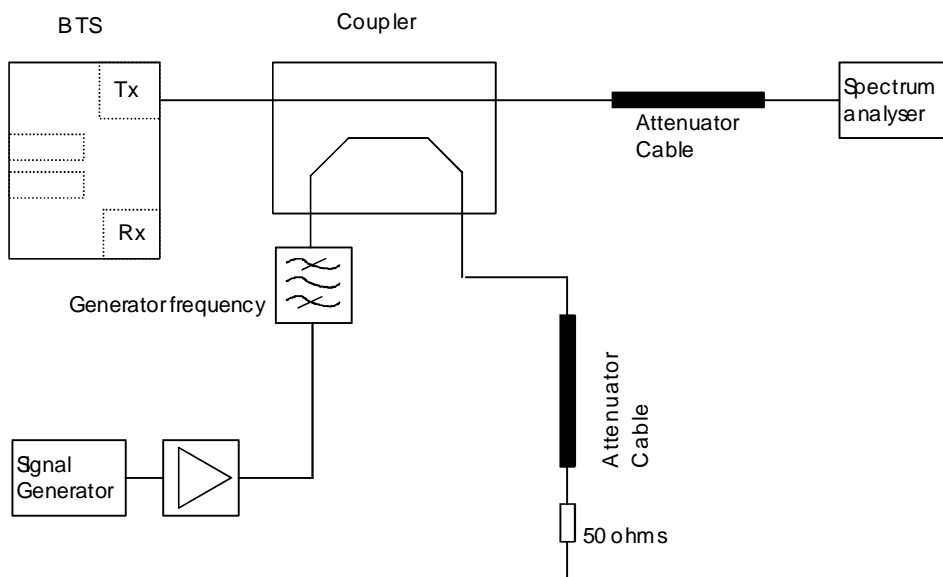 BTS
Coupler
Tx
Spectrum
analyser
Attenuator
Cable
Rx
Generator frequency
Attenuator
Cable
Signal
Generator
50 ohms